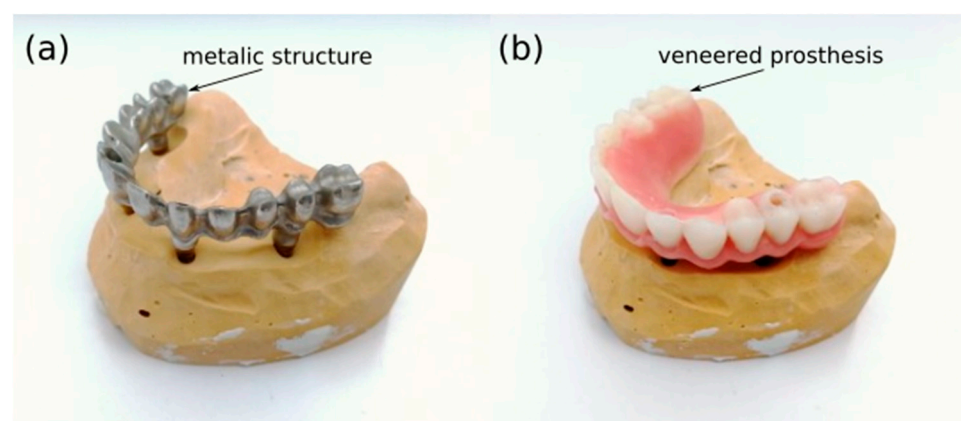 (a)
metalic structure
(b)
veneered prosthesis